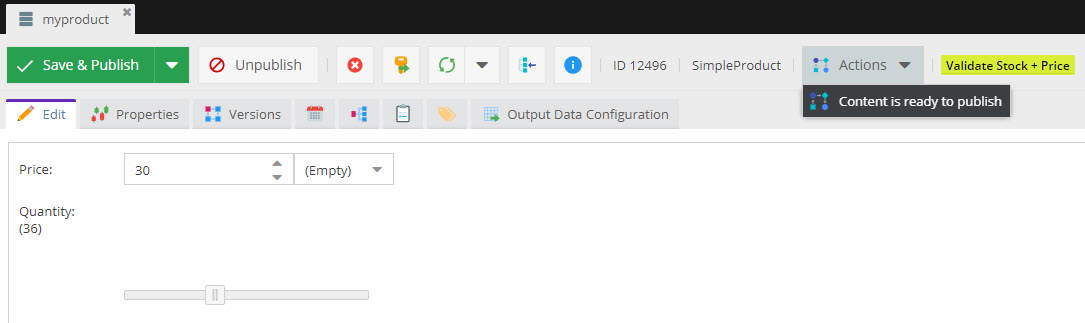 myproduct
Save & Publish
Unpublish
ID 12496
SimpleProduct
Actions
Validate Stock + Price
Content is ready to publish
Edit
Properties
Versions
Output Data Configuration
Price:
30
(Empty)
Quantity:
(36)